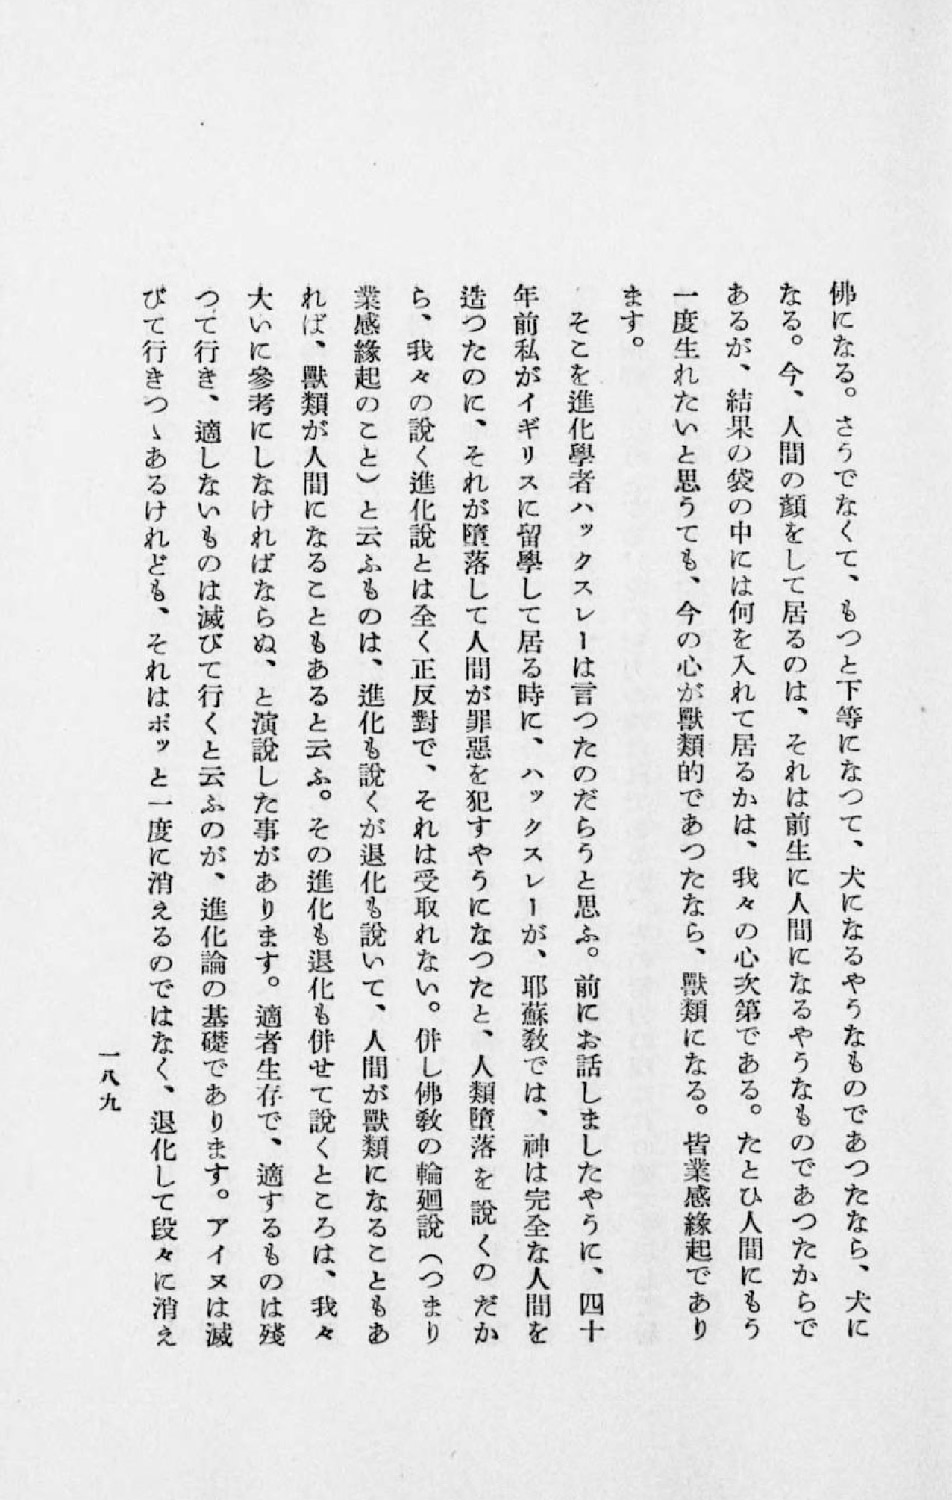 佛になる。さうでなくて、もつと下等になつて、犬になるやうなものであつたなら、犬に
なる。今、人間の顏をして居るのは、それは前生に人間になるやうなものであつたからで
あるが、結果の袋の中には何を入れて居るかは、我々の心次第である。たとひ人間にもう
一度生れたいと思うても、今の心が獸類的であつたなら、獸類になる。皆業感緣起であり
ます。
そこを進化學者ハックスレーは言つたのだらうと思ふ。前にお話しましたやうに、四十
年前私がイギリスに留學して居る時に、ハックスレーが、耶蘇敎では、神は完全な人間を
造つたのに、それが墮落して人間が罪惡を犯すやうになつたと、人類墮落を說くのだか
ら、我々の說く進化說とは全く正反對で、それは受取れない。併し佛敎の輪廻說（つまり
業感緣起のこと）と云ふものは、進化も說くが退化も說いて、人間が獸類になることもあ
れば、獸類が人間になることもあると云ふ。その進化も退化も併せて說くところは、我々
大いに參考にしなければならぬ、と演說した事があります。適者生存で、適するものは殘
つて行き、適しないものは滅びて行くと云ふのが、進化論の基礎であります。アイヌは滅
びて行きつゝあるけれども、それはポッと一度に消えるのではなく、退化して段々に消え
一八九